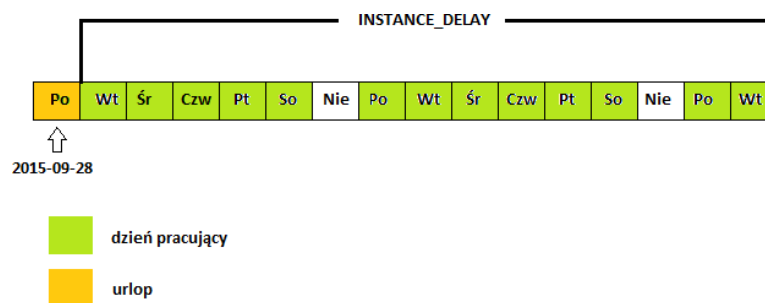 INSTANCE_DELAY
Po Wt Śr Czw Pt So Nie Po Wt Śr Czw Pt So Nie Po Wt
2015-09-28
dzień pracujący
urlop